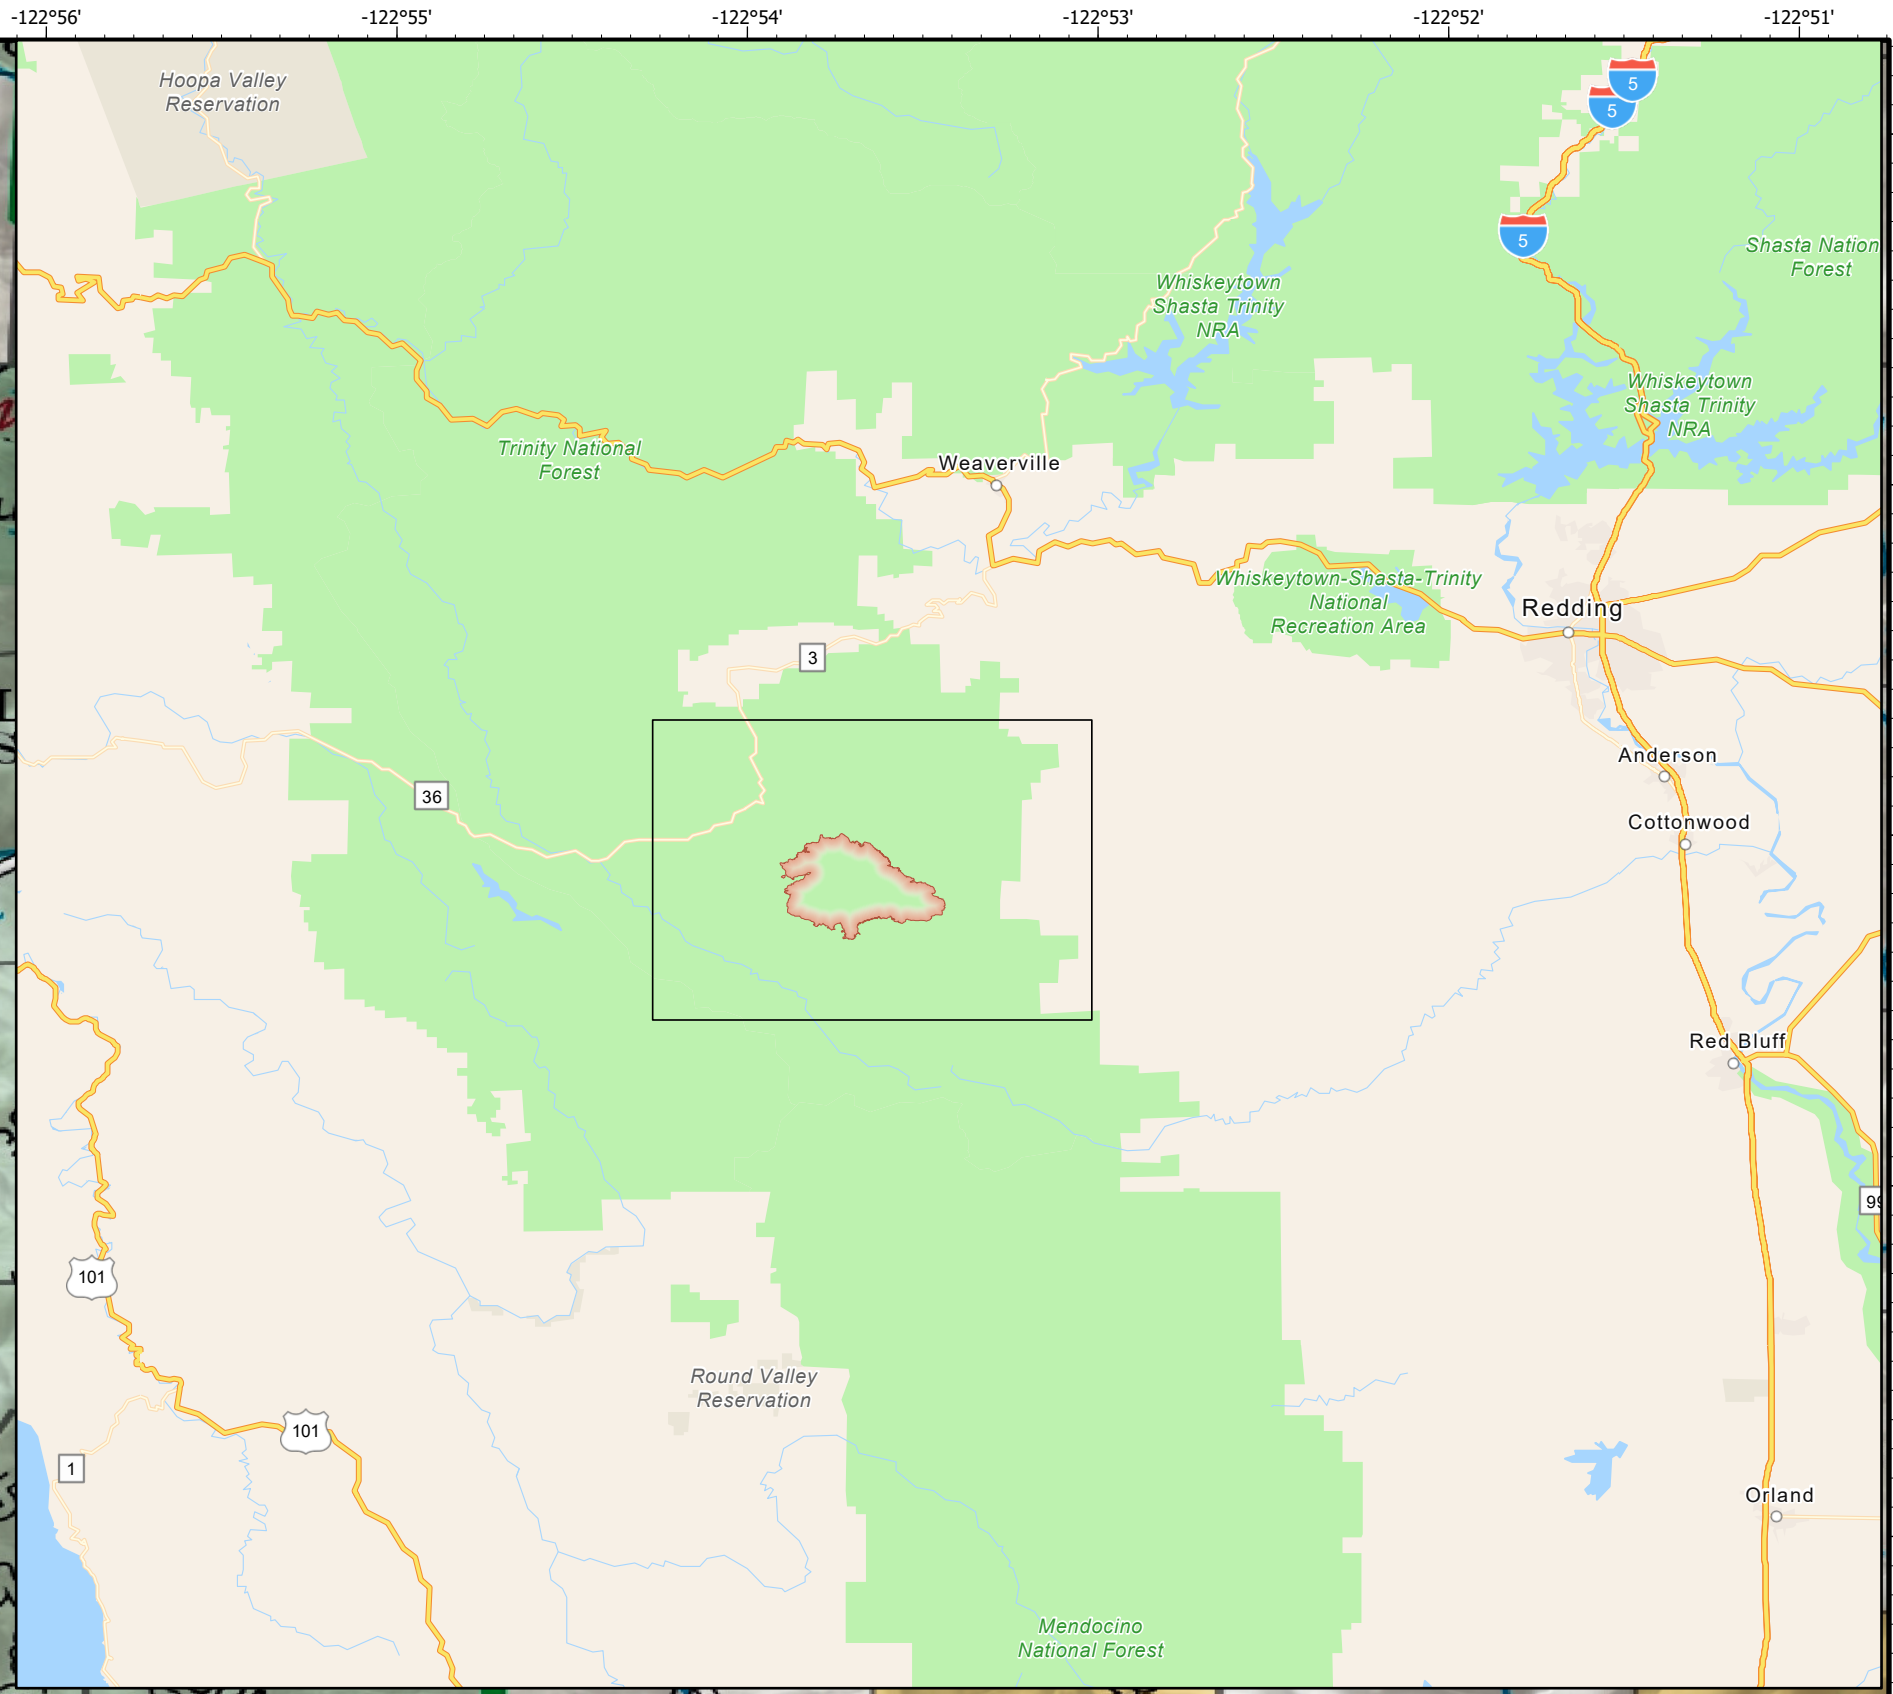 -122°56' -122°55' -122°54' -122°53' -122°52' -122°51'
Hoopa Valley
Reservation
5
5
5
Shasta Nation
Forest
Whiskeytown
Shasta Trinity
NRA
Whiskeytown
Shasta Trinity
NRA
Trinity National
Forest
Weaverville
Whiskeytown-Shasta-Trinity
National
Recreation Area
Redding
3
Anderson
36
Cottonwood
Red Bluff
99
101
Round Valley
Reservation
101
1
Orland
Mendocino
National Forest